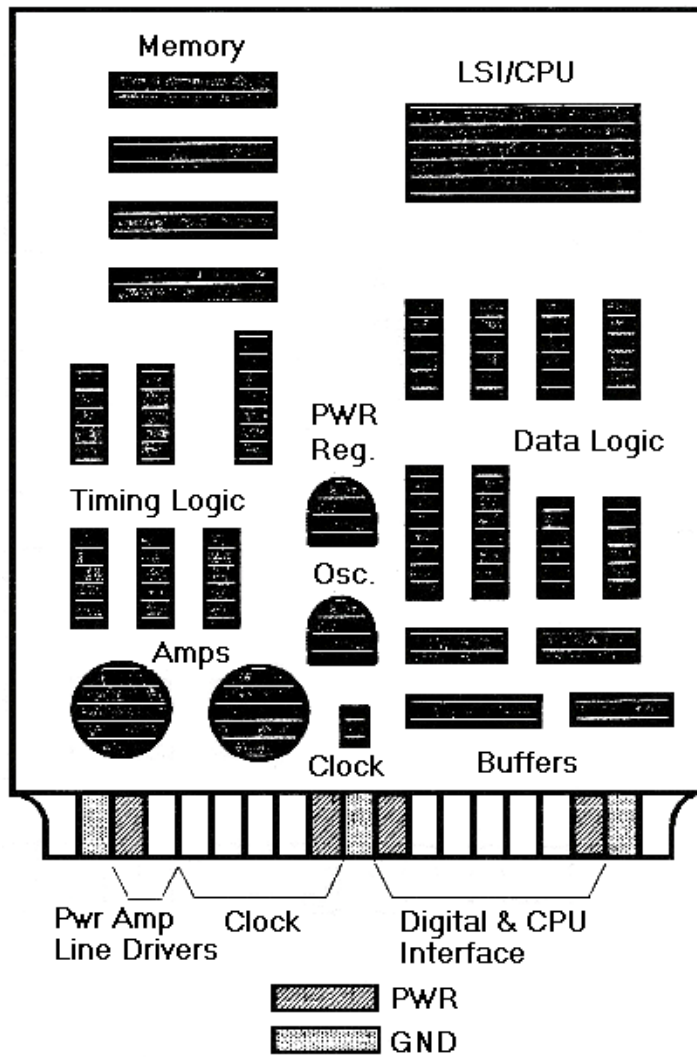 Memory
LSI/CPU
PWR
Reg.
Data Logic
Timing Logic
Osc.
Amps
Clock
Buffers
Pwr Amp
Line Drivers
Clock
Digital & CPU
Interface
PWR
GND